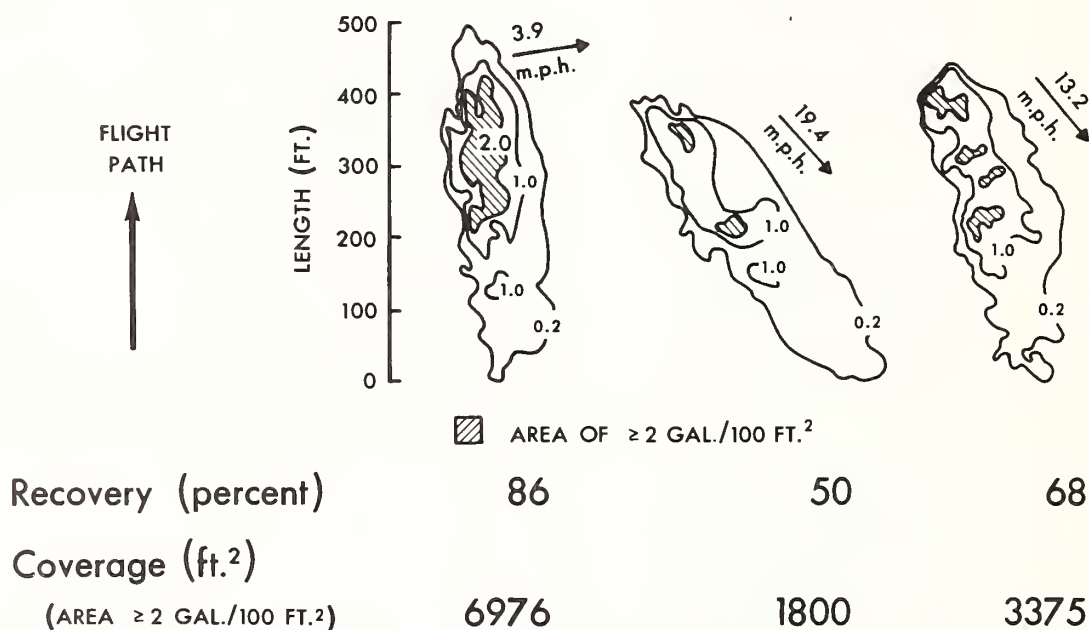 500
400
300
200
100
0
LENGTH (FT.)
FLIGHT
PATH
3.9
m.p.h.
2.0
1.0
1.0
0.2
19.4
m.p.h.
1.0
1.0
0.2
13.2
m.p.h.
1.0
0.2
AREA OF ≥ 2 GAL./100 FT.²
Recovery (percent) 86 50 68
Coverage (ft.²)
(AREA ≥ 2 GAL./100 FT.²) 6976 1800 3375